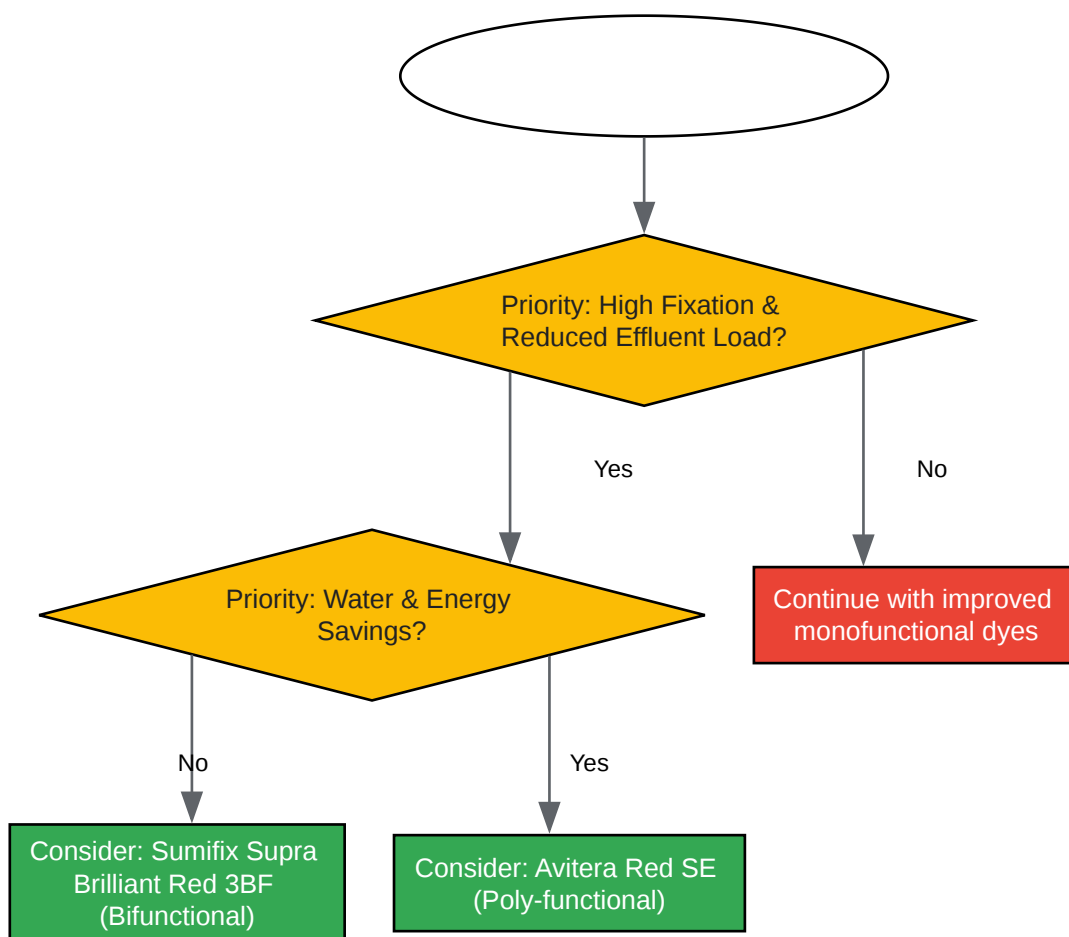 Priority: High Fixation &
Reduced Effluent Load?
Yes
No
Priority: Water & Energy
Savings?
Continue with improved
monofunctional dyes
No
Yes
Consider: Sumifix Supra
Brilliant Red 3BF
(Bifunctional)
Consider: Avitera Red SE
(Poly-functional)